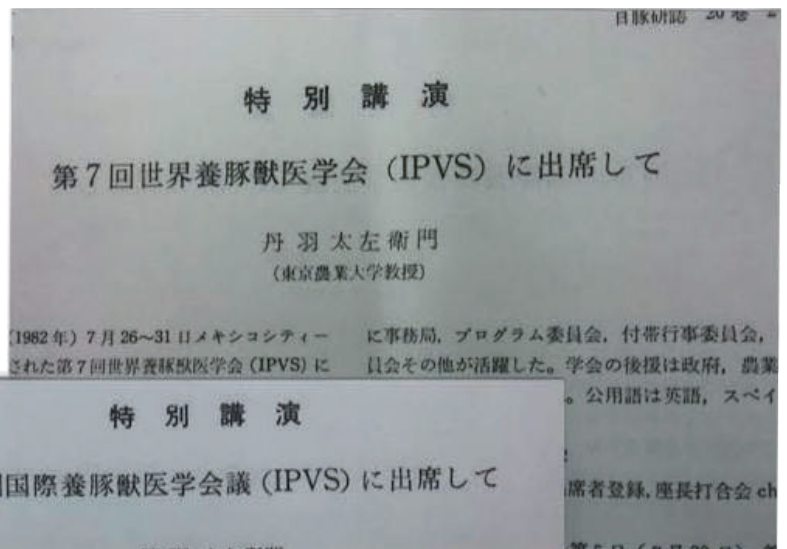 日豚研誌 20巻 2
特別講演
第7回世界養豚獣医学会（IPVS）に出席して
丹羽太左衛門
（東京農業大学教授）
(1982年）7月26～31日メキシコシティー
された第7回世界養豚獣医学会 (IPVS) に
に事務局，プログラム委員会，付帯行事委員会，
員会その他が活躍した。学会の後援は政府，農業
。公用語は英語，スペイ
席者登録，座長打合会 ch
特別講演
国際養豚獣医学会議 (IPVS) に出席して